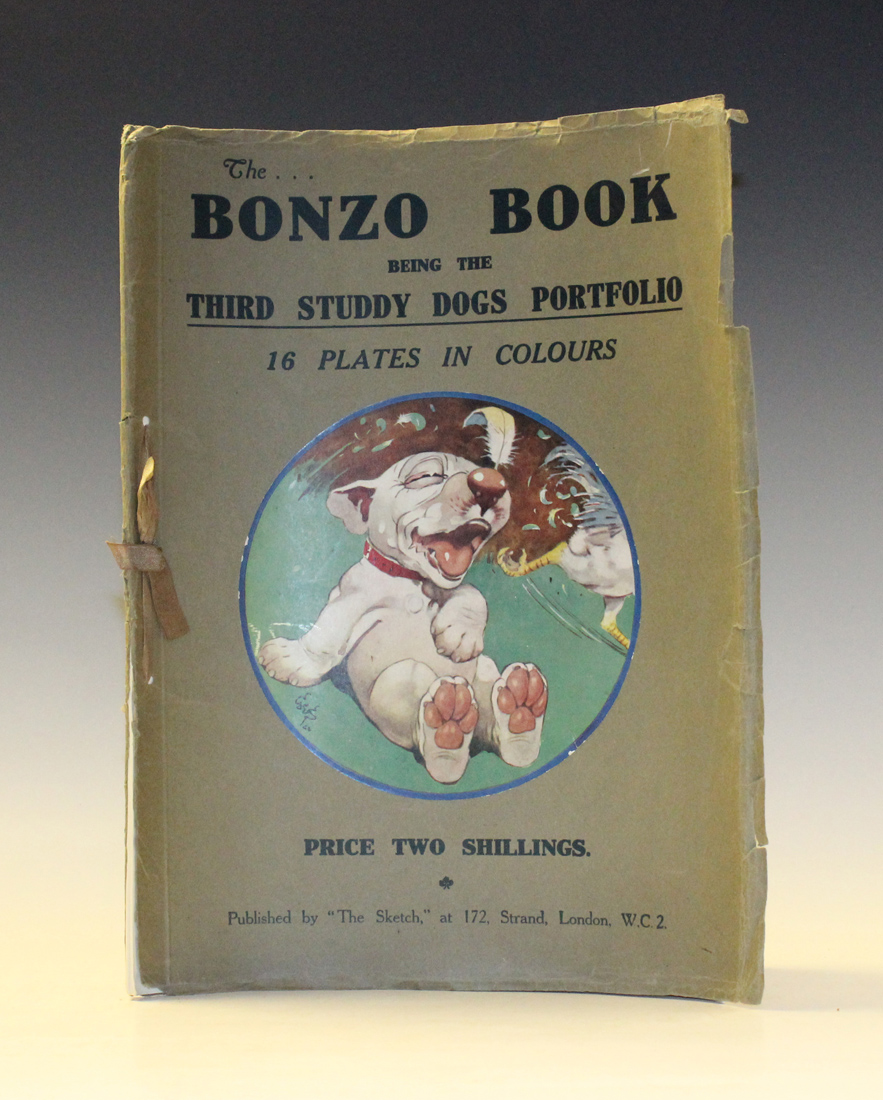 The...
BONZO BOOK
BEING THE
THIRD STUDDY DOGS PORTFOLIO
16 PLATES IN COLOURS
PRICE TWO SHILLINGS.
Published by "The Sketch," at 172, Strand, London, W.C.2.